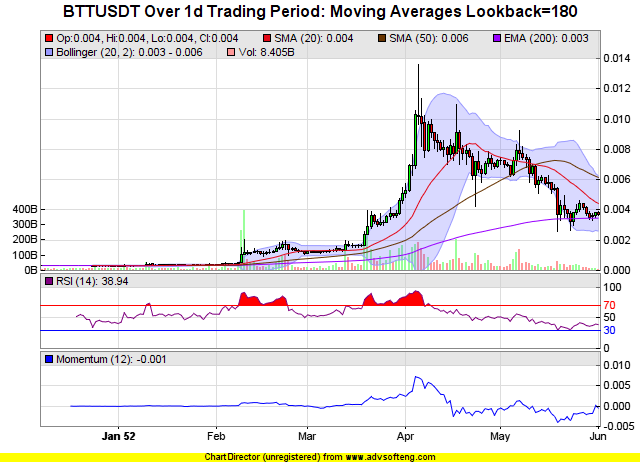 BTTUSDT Over 1d Trading Period: Moving Averages Lookback=180
Op:0.004, Hi:0.004, Lo:0.004, Cl:0.004 SMA (20): 0.004 SMA (50): 0.006 EMA (200): 0.003
Bollinger (20, 2): 0.003 - 0.006 Vol: 8.405B
0.014
0.012
0.010
0.008
0.006
400B 0.004
300B
200B 0.002
100B
0B 0.000
RSI (14): 38.94 100
70
50
30
0
Momentum (12): -0.001
0.010
0.005
0.000
-0.005
Jan 52 Feb Mar Apr May Jun
ChartDirector (unregistered) from www.advsofteng.com